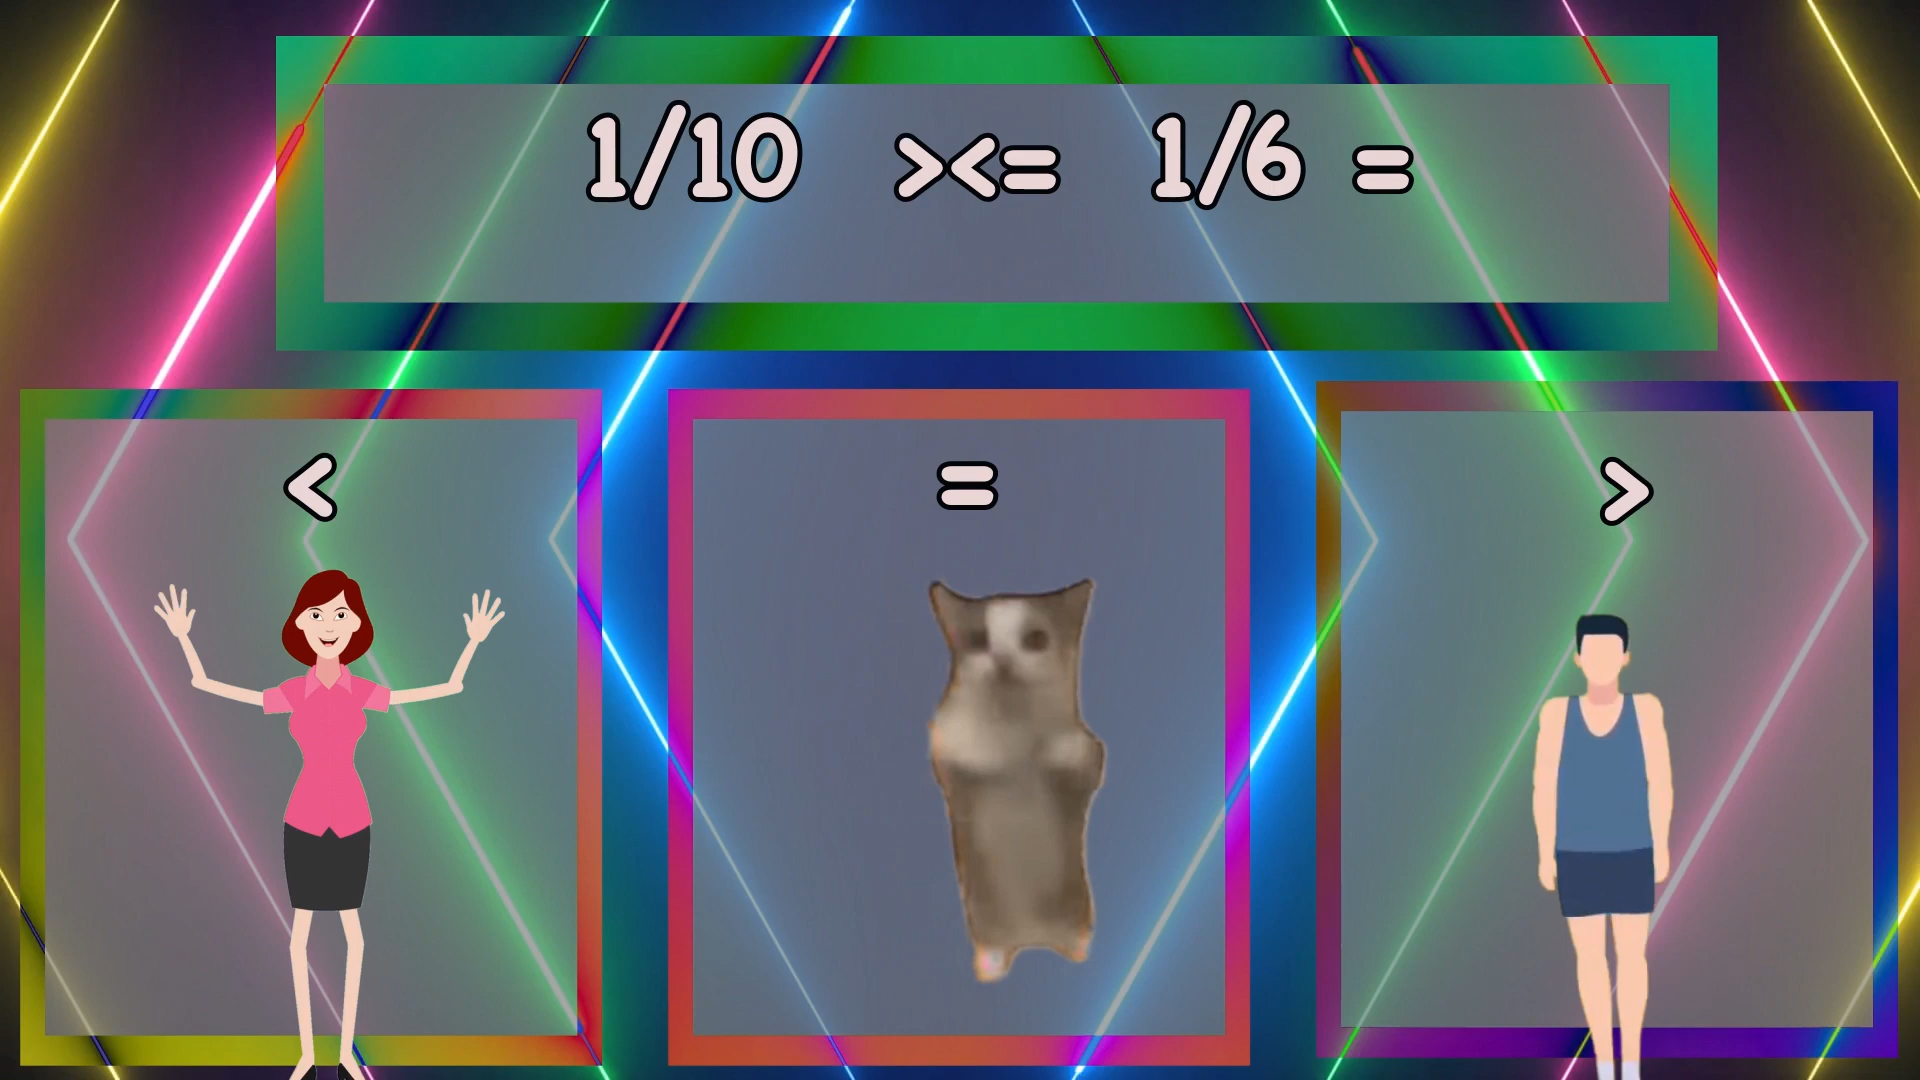 1/10 ><= 1/6 =
<
=
>